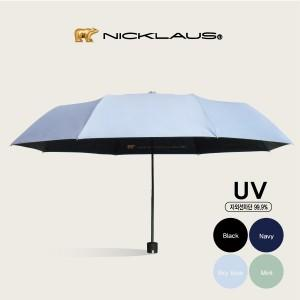 NICKLAUS®
UV
자외선차단 99.9%
Black
Navy
Sky Blue
Mint